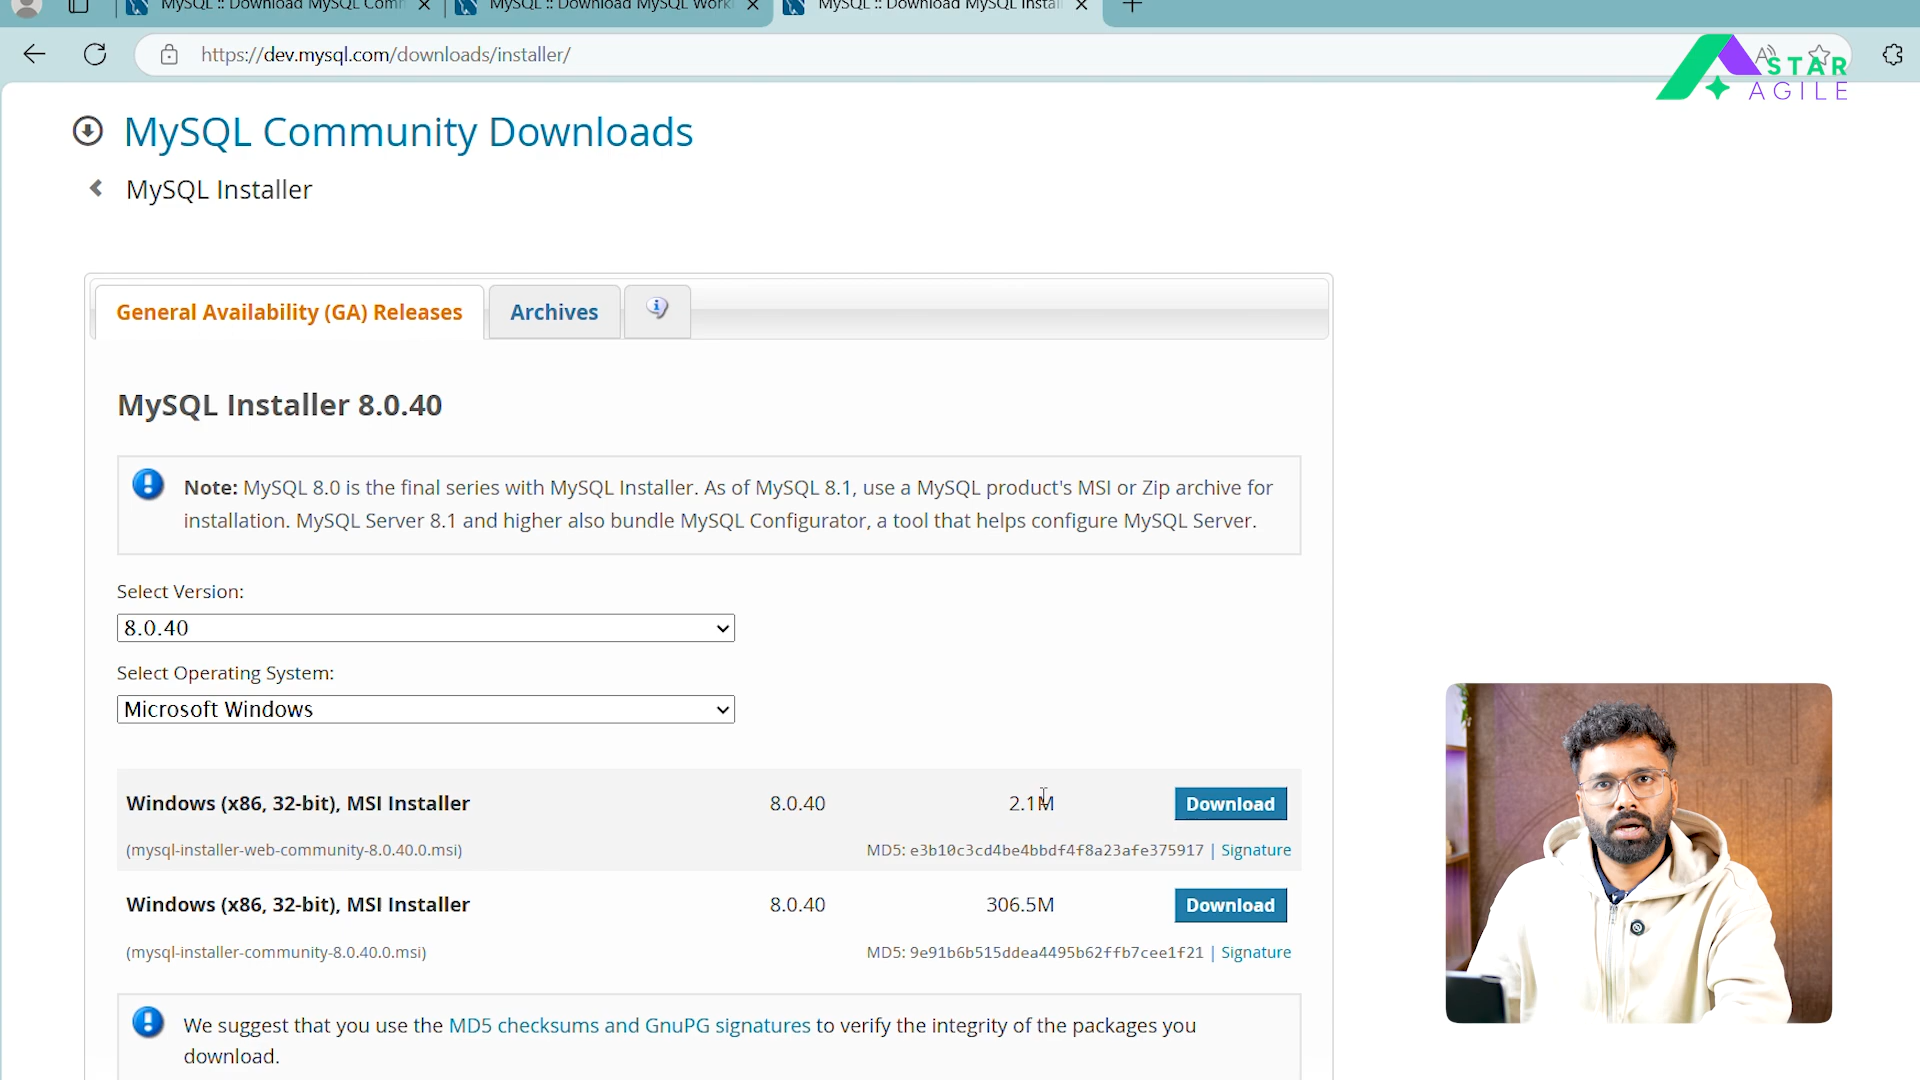 MySQL :: Download MySQL Com
MySQL :: Download MySQL Work
MySQL :: Download MySQL Instal
https://dev.mysql.com/downloads/installer/
STAR
AGILE
MySQL Community Downloads
MySQL Installer
General Availability (GA) Releases
Archives
MySQL Installer 8.0.40
Note: MySQL 8.0 is the final series with MySQL Installer. As of MySQL 8.1, use a MySQL product's MSI or Zip archive for
installation. MySQL Server 8.1 and higher also bundle MySQL Configurator, a tool that helps configure MySQL Server.
Select Version:
8.0.40
Select Operating System:
Microsoft Windows
Windows (x86, 32-bit), MSI Installer 8.0.40 2.1M Download
(mysql-installer-web-community-8.0.40.0.msi) MD5: e3b10c3cd4be4bbdf4f8a23afe375917 | Signature
Windows (x86, 32-bit), MSI Installer 8.0.40 306.5M Download
(mysql-installer-community-8.0.40.0.msi) MD5: 9e91b6b515ddea4495b62ffb7cee1f21 | Signature
We suggest that you use the MD5 checksums and GnuPG signatures to verify the integrity of the packages you
download.